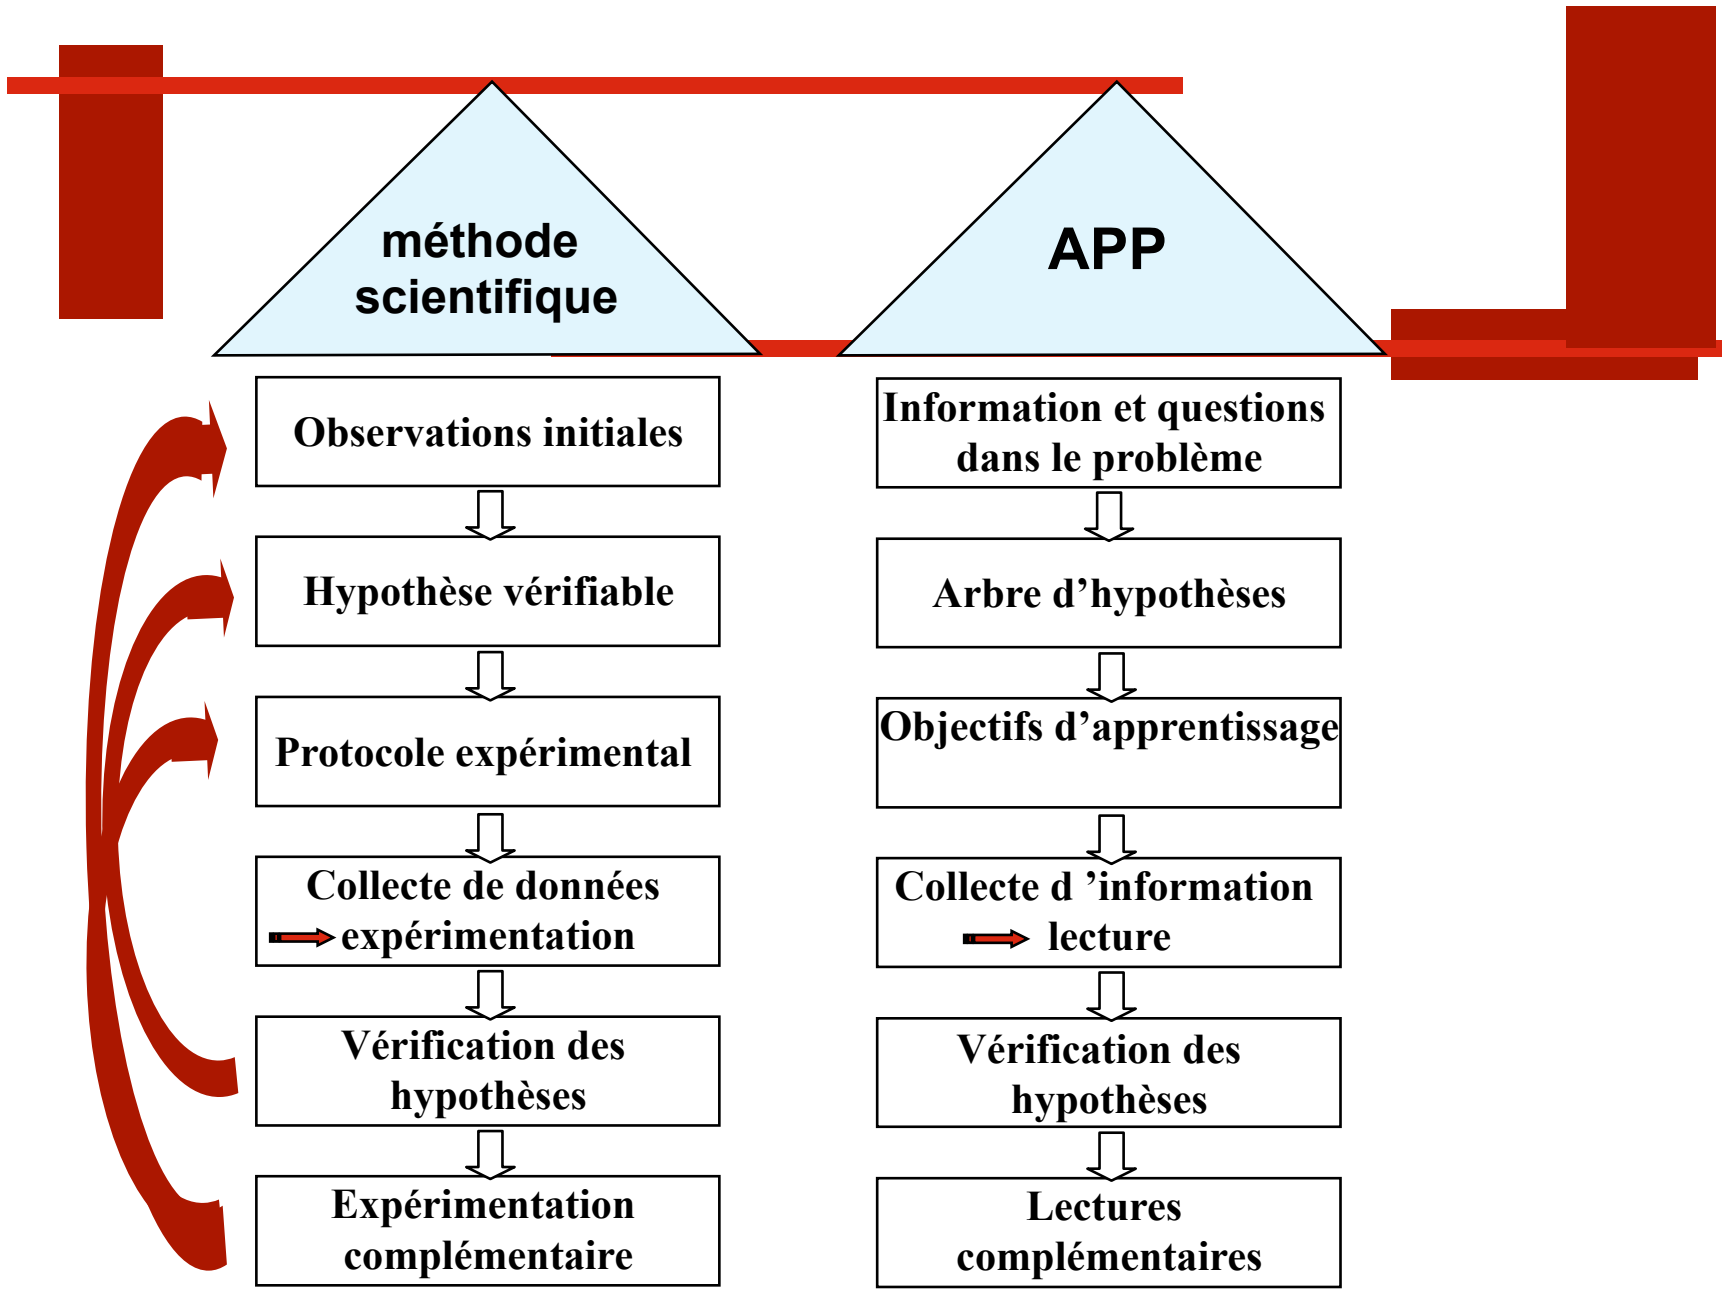 méthode
scientifique
APP
Observations initiales
Hypothèse vérifiable
Protocole expérimental
Collecte de données
expérimentation
Vérification des
hypothèses
Expérimentation
complémentaire
Information et questions
dans le problème
Arbre d’hypothèses
Objectifs d’apprentissage
Collecte d ’information
lecture
Vérification des
hypothèses
Lectures
complémentaires